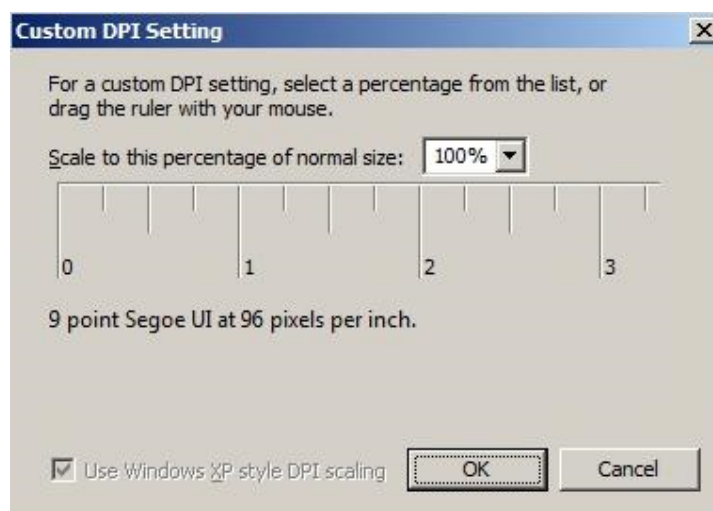 Custom DPI Setting
For a custom DPI setting, select a percentage from the list, or
drag the ruler with your mouse.
Scale to this percentage of normal size: 100%
0 1 2 3
9 point Segoe UI at 96 pixels per inch.
Use Windows XP style DPI scaling OK Cancel